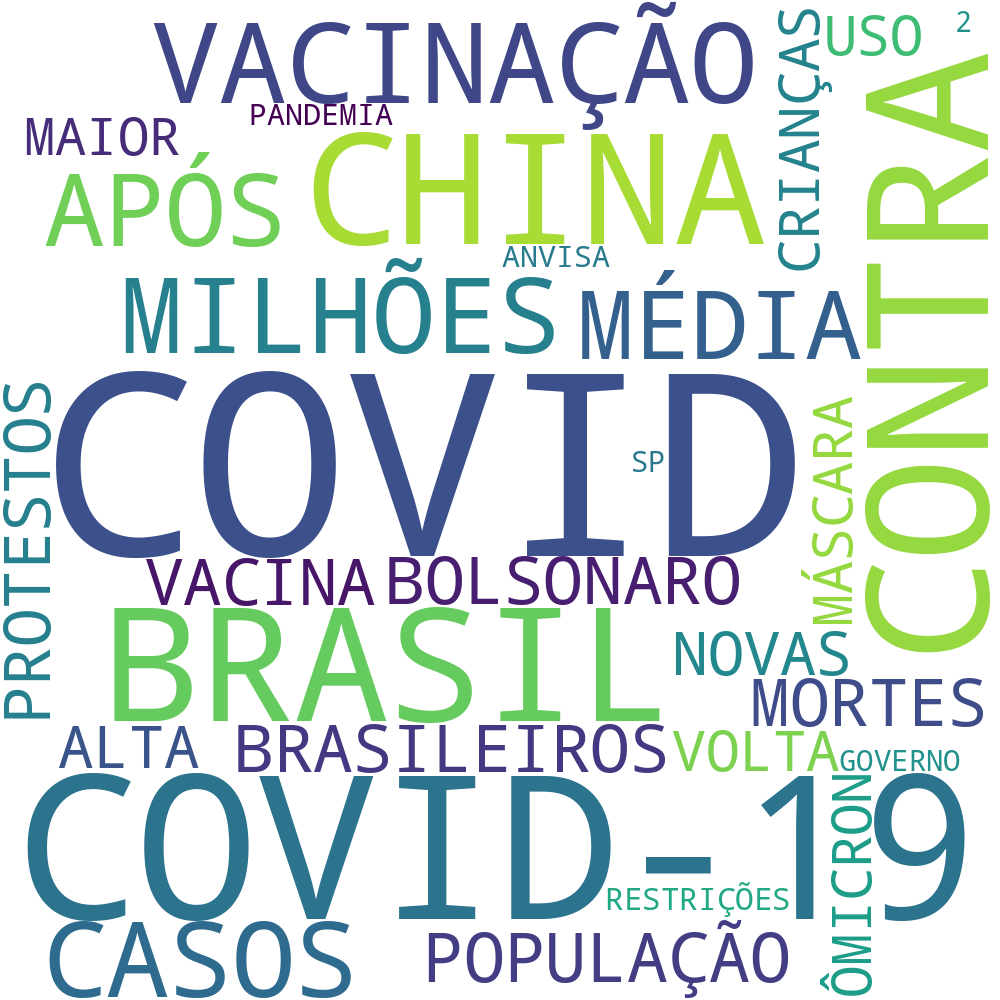 VACINAÇÃO
CRIANÇAS
USO
2
PANDEMIA
MAIOR
CHINA
CONTRA
APÓS
ANVISA
MILHÕES
MÉDIA
COVID
PROTESTOS
SP
MÁSCARA
VACINA
BOLSONARO
BRASIL
NOVAS
MORTES
ALTA
BRASILEIROS
VOLTA
GOVERNO
COVID-19
ÔMICRON
RESTRIÇÕES
CASOS
POPULAÇÃO